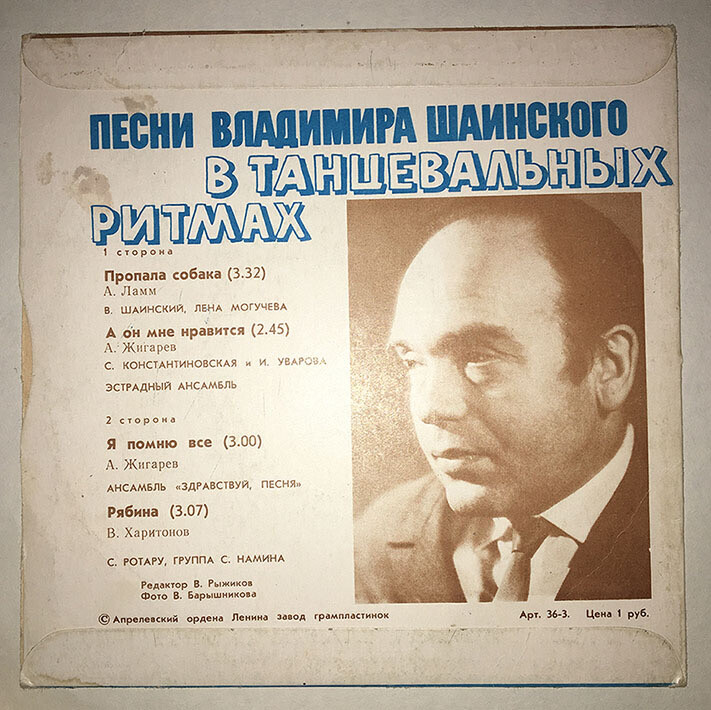 ПЕСНИ ВЛАДИМИРА ШАИНСКОГО
В ТАНЦЕВАЛЬНЫХ
РИТМАХ
1 сторона
Пропала собака (3.32)
А. Ламм
В. ШАИНСКИЙ, ЛЕНА МОГУЧЕВА
А он мне нравится (2.45)
А. Жигарев
С. КОНСТАНТИНОВСКАЯ и И. УВАРОВА
ЭСТРАДНЫЙ АНСАМБЛЬ
2 сторона
Я помню все (3.00)
А. Жигарев
АНСАМБЛЬ «ЗДРАВСТВУЙ, ПЕСНЯ»
Рябина (3.07)
В. Харитонов
С. РОТАРУ, ГРУППА С. НАМИНА
Редактор В. Рыжиков
Фото В. Барышникова
© Апрелевский ордена Ленина завод грампластинок Арт. 36-3. Цена 1 руб.